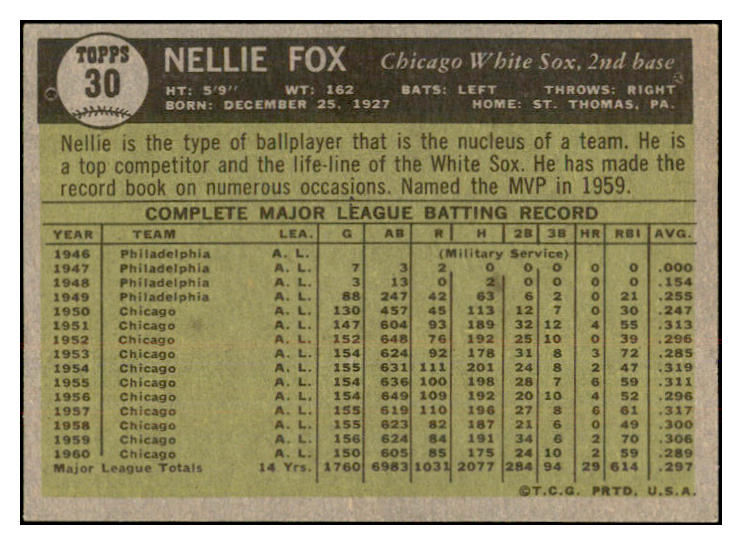 TOPPS
30
NELLIE FOX Chicago White Sox, 2nd base
HT: 5'9" WT: 162 BATS: LEFT THROWS: RIGHT
BORN: DECEMBER 25, 1927 HOME: ST. THOMAS, PA.
Nellie is the type of ballplayer that is the nucleus of a team. He is
a top competitor and the life-line of the White Sox. He has made the
record book on numerous occasions. Named the MVP in 1959.
COMPLETE MAJOR LEAGUE BATTING RECORD
YEAR TEAM LEA. G AB R H 2B 3B HR RBI AVG.
1946 Philadelphia A. L. (Military Service)
1947 Philadelphia A. L. 7 3 2 0 0 0 0 0 .000
1948 Philadelphia A. L. 3 13 0 2 0 0 0 0 .154
1949 Philadelphia A. L. 88 247 42 63 6 2 0 21 .255
1950 Chicago A. L. 130 457 45 113 12 7 0 30 .247
1951 Chicago A. L. 147 604 93 189 32 12 4 55 .313
1952 Chicago A. L. 152 648 76 192 25 10 0 39 .296
1953 Chicago A. L. 154 624 92 178 31 8 3 72 .285
1954 Chicago A. L. 155 631 111 201 24 8 2 47 .319
1955 Chicago A. L. 154 636 100 198 28 7 6 59 .311
1956 Chicago A. L. 154 649 109 192 20 10 4 52 .296
1957 Chicago A. L. 155 619 110 196 27 8 6 61 .317
1958 Chicago A. L. 155 623 82 187 21 6 0 49 .300
1959 Chicago A. L. 156 624 84 191 34 6 2 70 .306
1960 Chicago A. L. 150 605 85 175 24 10 2 59 .289
Major League Totals 14 Yrs. 1760 6983 1031 2077 284 94 29 614 .297
©T.C.G. PRTD. U.S.A.